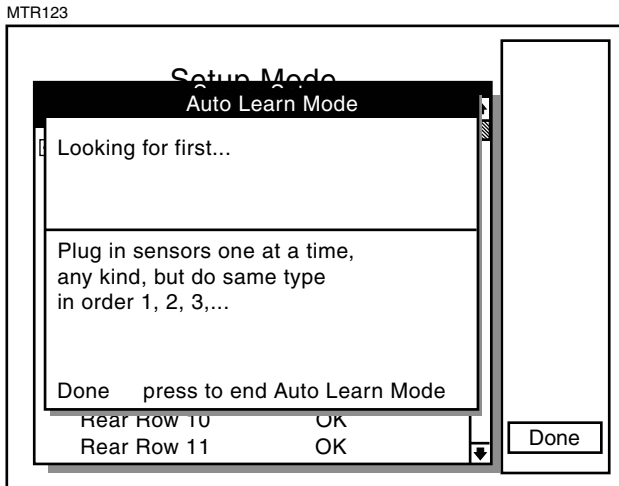 MTR123
Setup Mode
Auto Learn Mode
Looking for first...
Plug in sensors one at a time,
any kind, but do same type
in order 1, 2, 3,...
Done press to end Auto Learn Mode
Rear Row 10 OK
Rear Row 11 OK
Done